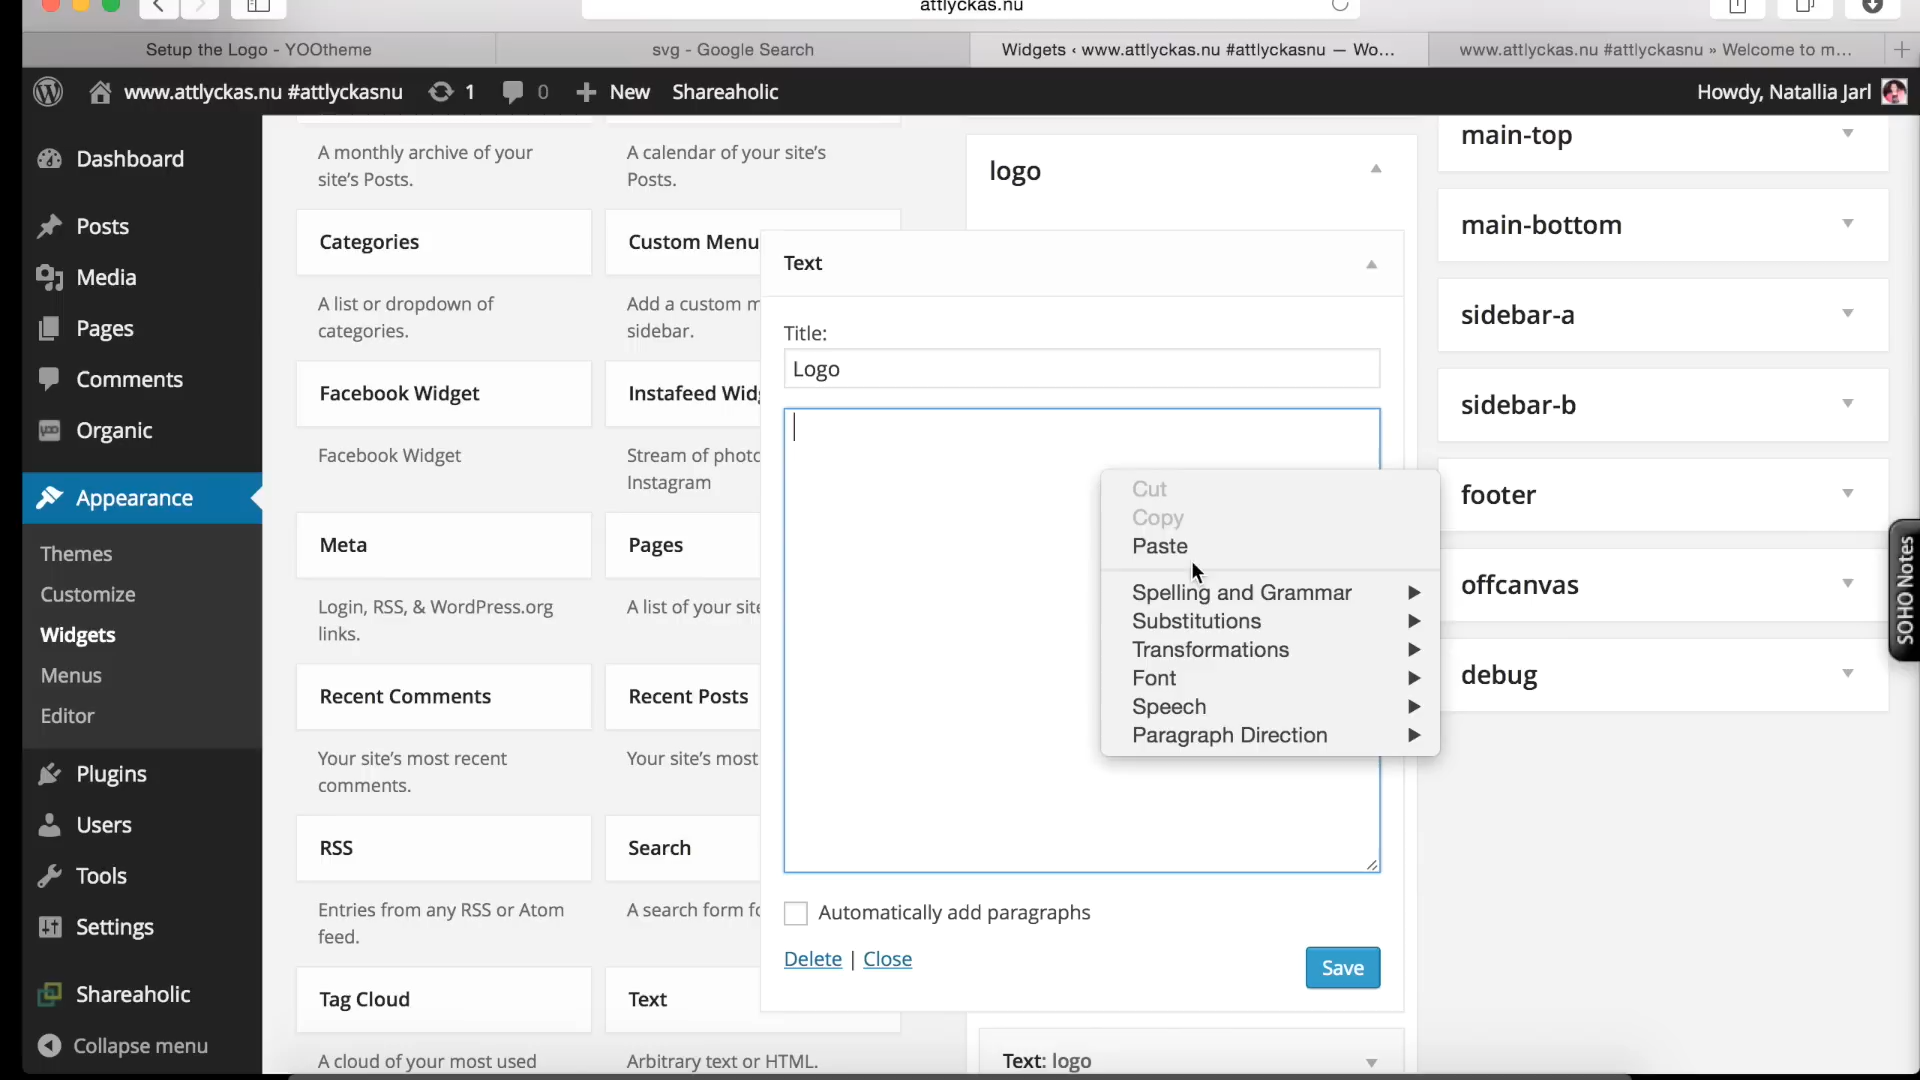 attlyckas.nu
Setup the Logo - YOOtheme
svg - Google Search
Widgets ‹ www.attlyckas.nu #attlyckasnu — Wo...
www.attlyckas.nu #attlyckasnu » Welcome to m...
www.attlyckas.nu #attlyckasnu
1
0
New
Shareaholic
Howdy, Natallia Jarl
Dashboard
Posts
Media
Pages
Comments
Organic
Appearance
Themes
Customize
Widgets
Menus
Editor
Plugins
Users
Tools
Settings
Shareaholic
Collapse menu
A monthly archive of your
site's Posts.
Categories
A list or dropdown of
categories.
Facebook Widget
Facebook Widget
Meta
Login, RSS, & WordPress.org
links.
Recent Comments
Your site's most recent
comments.
RSS
Entries from any RSS or Atom
feed.
Tag Cloud
A cloud of your most used
A calendar of your site's
Posts.
Custom Menu
Add a custom m
sidebar.
Instafeed Widg
Stream of photo
Instagram
Pages
A list of your site
Recent Posts
Your site's most
Search
A search form fo
Text
Arbitrary text or HTML.
logo
Text
Title:
Logo
Cut
Copy
Paste
Spelling and Grammar
Substitutions
Transformations
Font
Speech
Paragraph Direction
Automatically add paragraphs
Delete | Close
Save
Text: logo
main-top
main-bottom
sidebar-a
sidebar-b
footer
offcanvas
debug
SOHO Notes